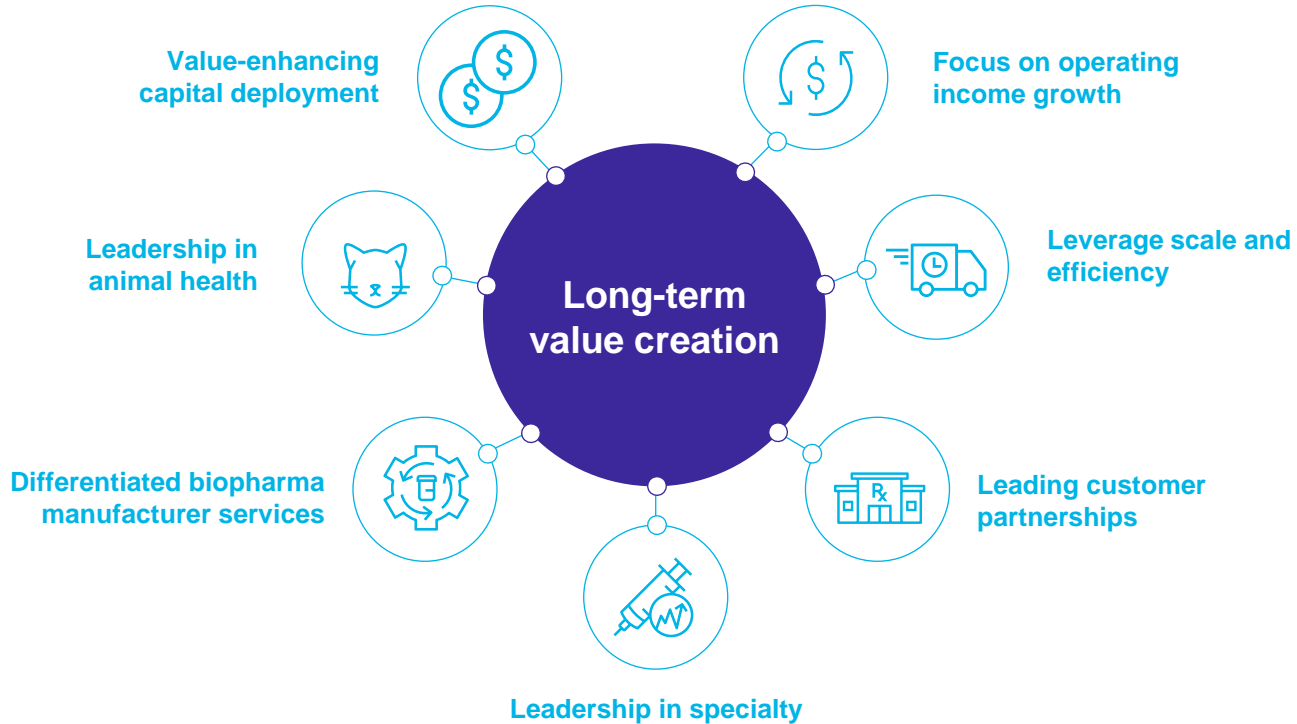 Value-enhancing
capital deployment
$
$
$
Focus on operating
income growth
Leadership in
animal health
Long-term
value creation
Leverage scale and
efficiency
Differentiated biopharma
manufacturer services
Rx
Leading customer
partnerships
Leadership in specialty